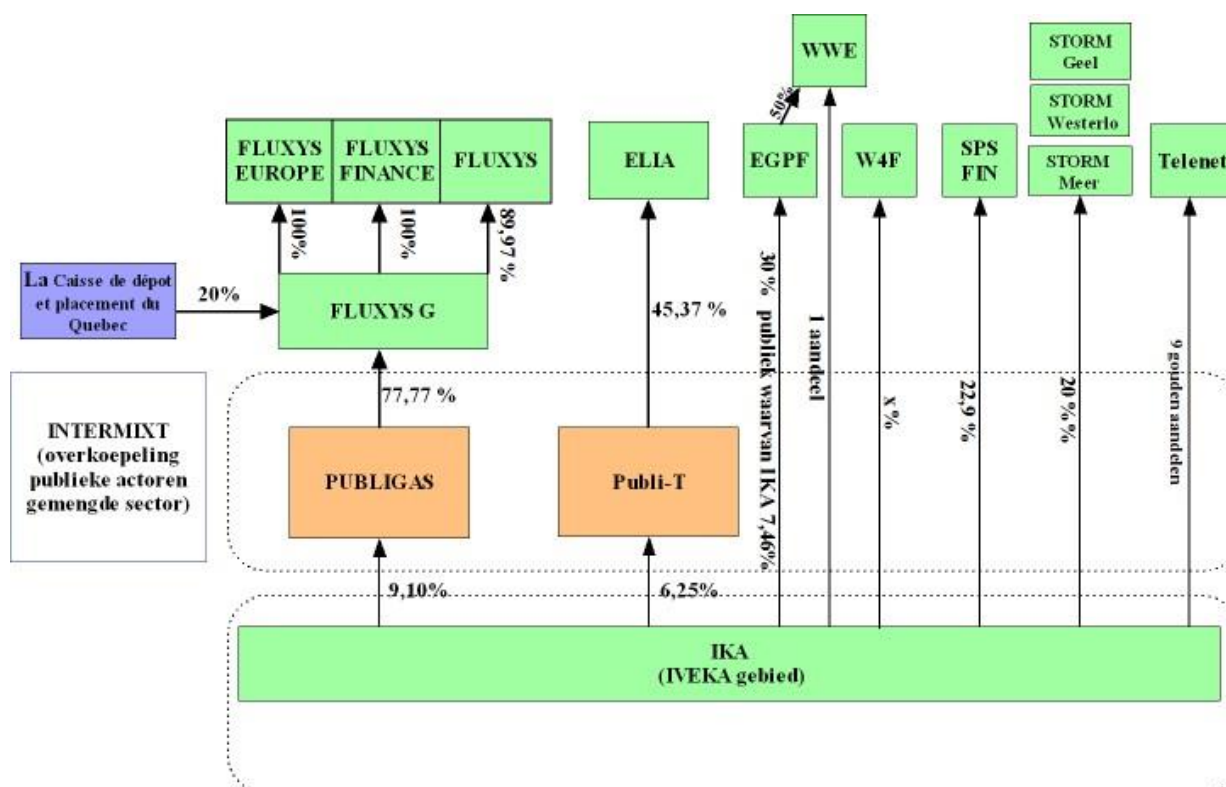 WWE
STORM
Geel
STORM
Westerlo
STORM
Meer
50%
FLUXYS
EUROPE
FLUXYS
FINANCE
FLUXYS
ELIA
EGPF
W4F
SPS
FIN
Telenet
100%
100%
89,97 %
La Caisse de dépot
et placement du
Quebec
20%
FLUXYS G
45,37 %
30 % publiek waarvan IKA 7,46%
1 aandeel
x %
22,9 %
20 % %
9 gouden aandelen
77,77 %
INTERMIXT
(overkoepeling
publieke actoren
gemengde sector)
PUBLIGAS
Publi-T
9,10%
6,25%
IKA
(IVEKA gebied)